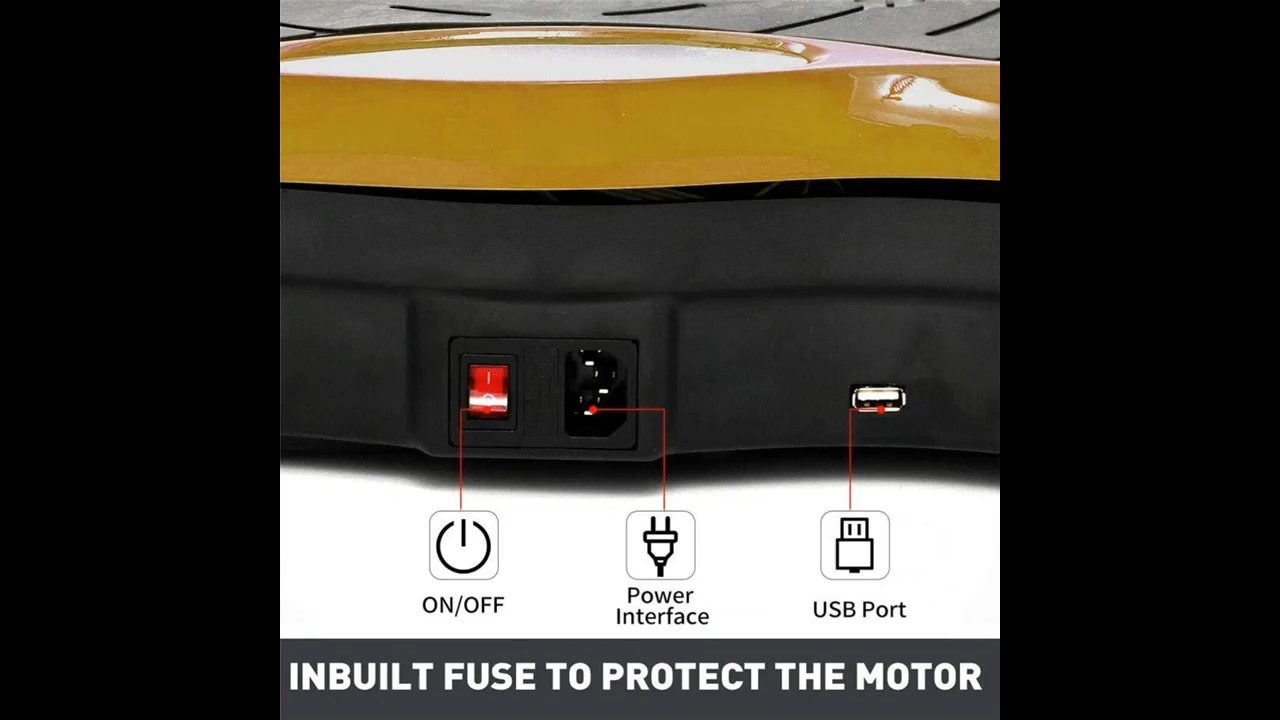 ON/OFF
Power
Interface
USB Port
INBUILT FUSE TO PROTECT THE MOTOR